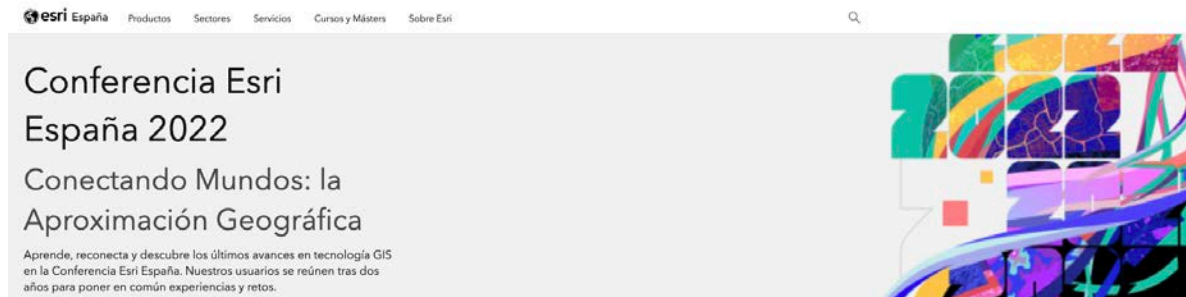 esri España Productos Sectores Servicios Cursos y Másters Sobre Esri
Conferencia Esri
España 2022
Conectando Mundos: la
Aproximación Geográfica
Aprende, reconecta y descubre los últimos avances en tecnología GIS
en la Conferencia Esri España. Nuestros usuarios se reúnen tras dos
años para poner en común experiencias y retos.
2022